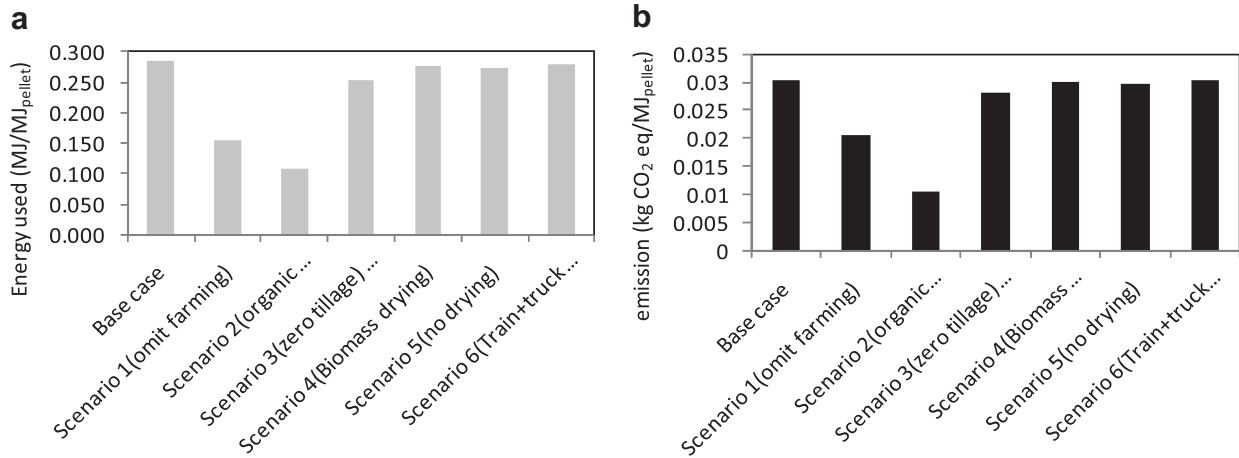 a
Energy used (MJ/MJpellet)
0.300
0.250
0.200
0.150
0.100
0.050
0.000
Base case
Scenario 1(omit farming)
Scenario 2(organic...
Scenario 3(zero tillage)...
Scenario 4(Biomass drying)
Scenario 5(no drying)
Scenario 6(Train+truck...
b
emission (kg CO2 eq/MJpellet)
0.035
0.03
0.025
0.02
0.015
0.01
0.005
0
Base case
Scenario 1(omit farming)
Scenario 2(organic...
Scenario 3(zero tillage)...
Scenario 4(Biomass ...
Scenario 5(no drying)
Scenario 6(Train+truck...